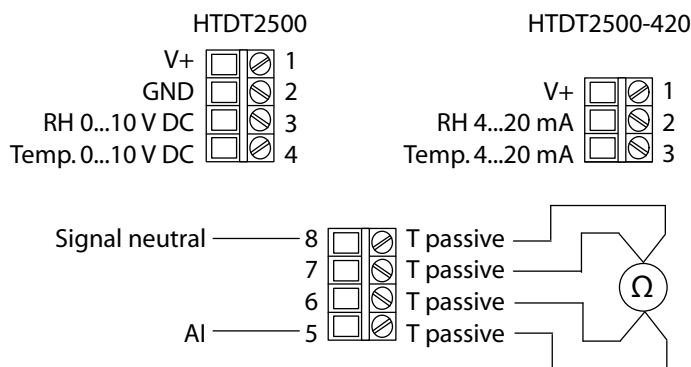 HTDT2500
V+ 1
GND 2
RH 0...10 V DC 3
Temp. 0...10 V DC 4
HTDT2500-420
V+ 1
RH 4...20 mA 2
Temp. 4...20 mA 3
Signal neutral 8 T passive
7 T passive
6 T passive
AI 5 T passive
Ω